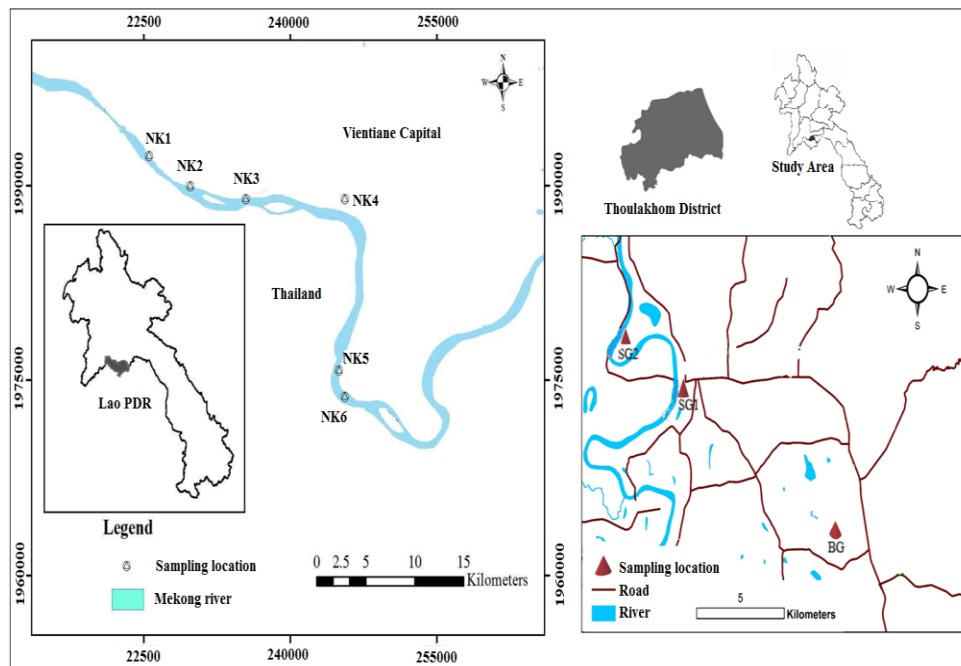 22500 240000 255000
N
W E
S
Vientiane Capital
NK1
NK2
NK3
NK4
Thailand
NK5
NK6
1990000
1975000
1960000
1990000
1975000
1960000
Lao PDR
Legend
Sampling location
Mekong river
0 2.5 5 10 15
Kilometers
22500 240000 255000
Thoulakhom District
Study Area
N
W E
S
SG2
SG1
BG
Sampling location
Road
River
5
Kilometers